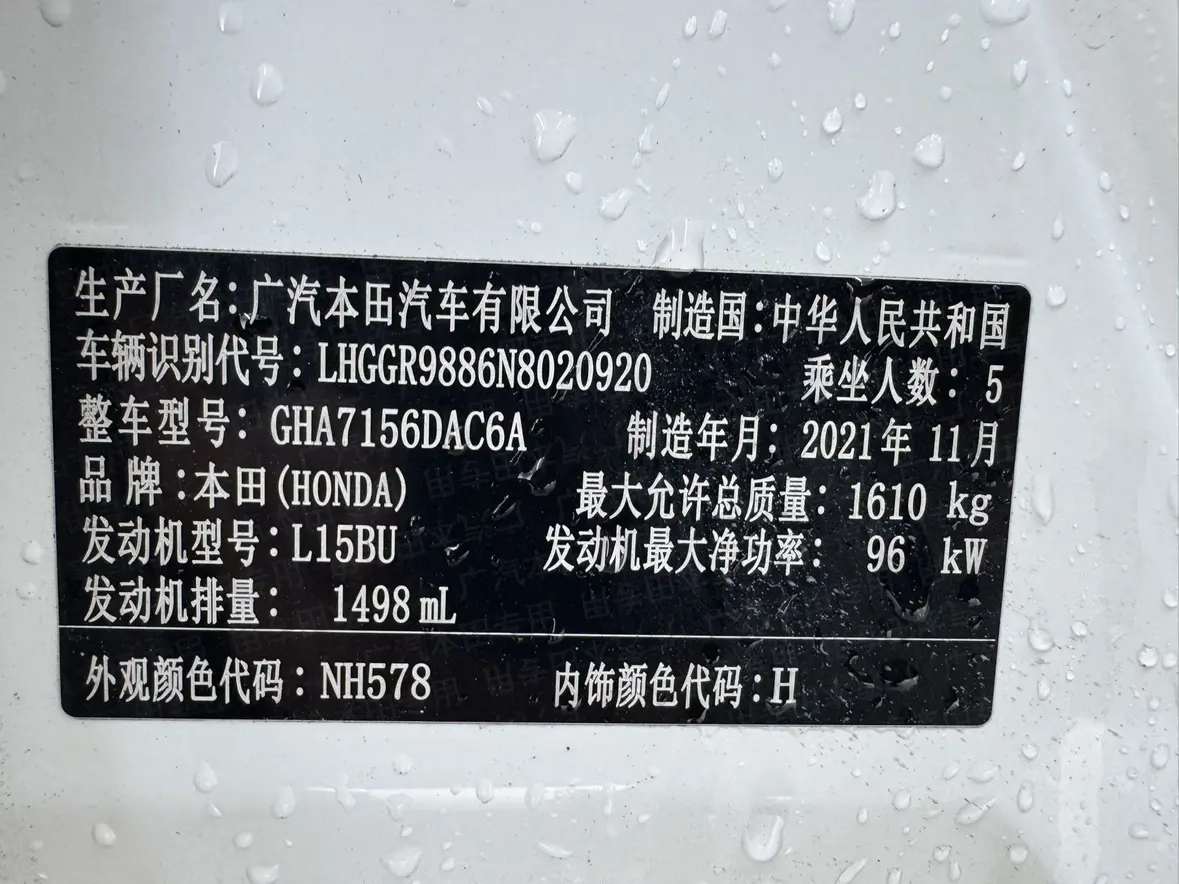 生产厂名：广汽本田汽车有限公司 制造国：中华人民共和国
车辆识别代号：LHGGR9886N8020920 乘坐人数：5
整车型号：GHA7156DAC6A 制造年月：2021年11月
品牌：本田(HONDA) 最大允许总质量：1610 kg
发动机型号：L15BU 发动机最大净功率：96 kW
发动机排量：1498 mL
外观颜色代码：NH578 内饰颜色代码：H